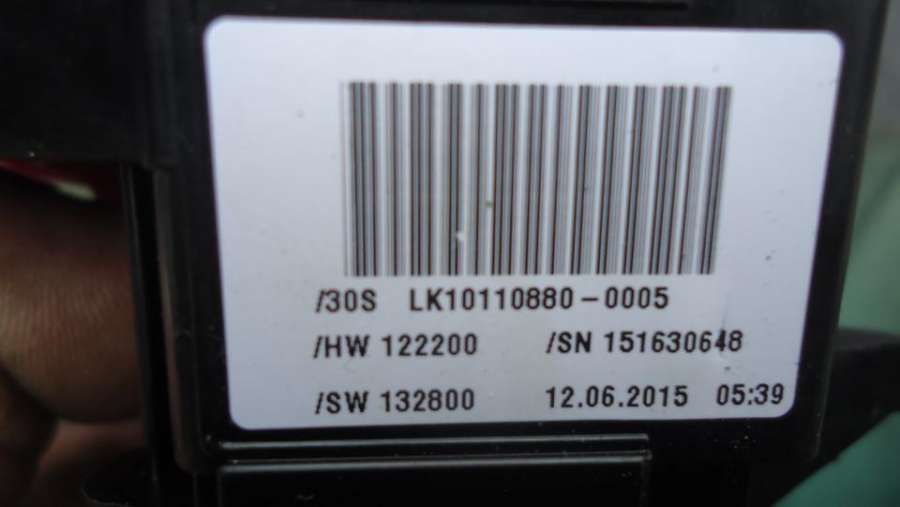 /30S LK10110880-0005
/HW 122200 /SN 151630648
/SW 132800 12.06.2015 05:39